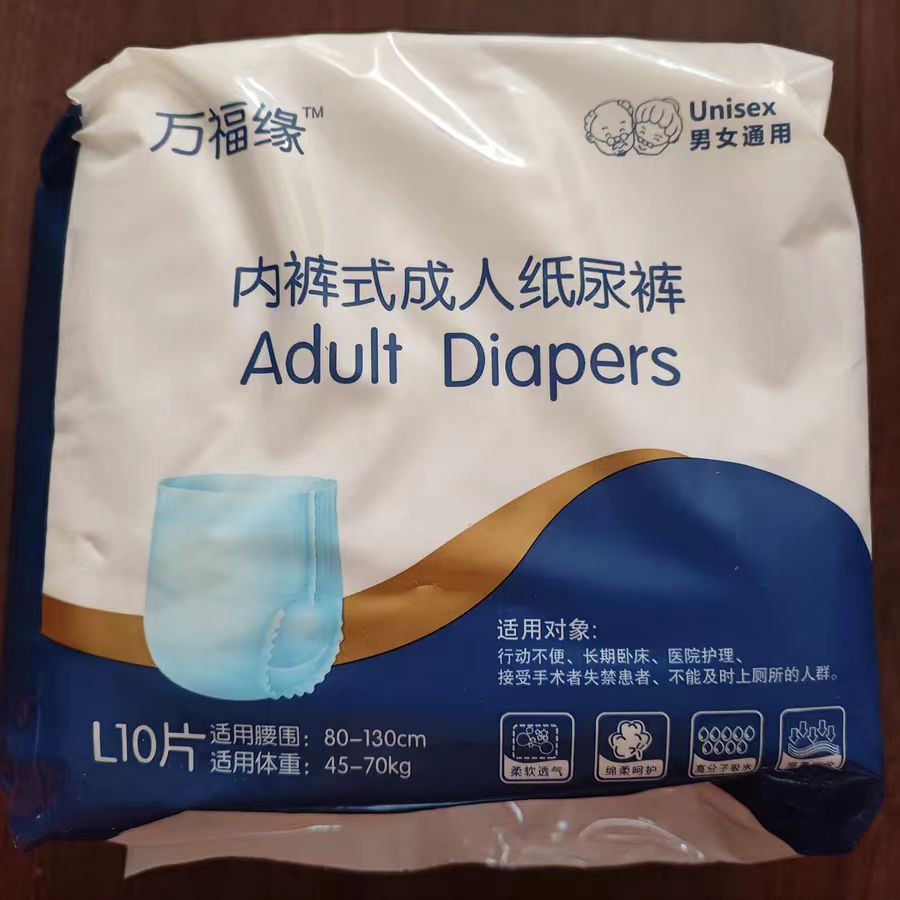 万福缘™
Unisex
男女通用
内裤式成人纸尿裤
Adult Diapers
适用对象:
行动不便、长期卧床、医院护理、
接受手术者失禁患者、不能及时上厕所的人群。
L10片
适用腰围: 80-130cm
适用体重: 45-70kg
柔软透气
绵柔呵护
高分子吸水